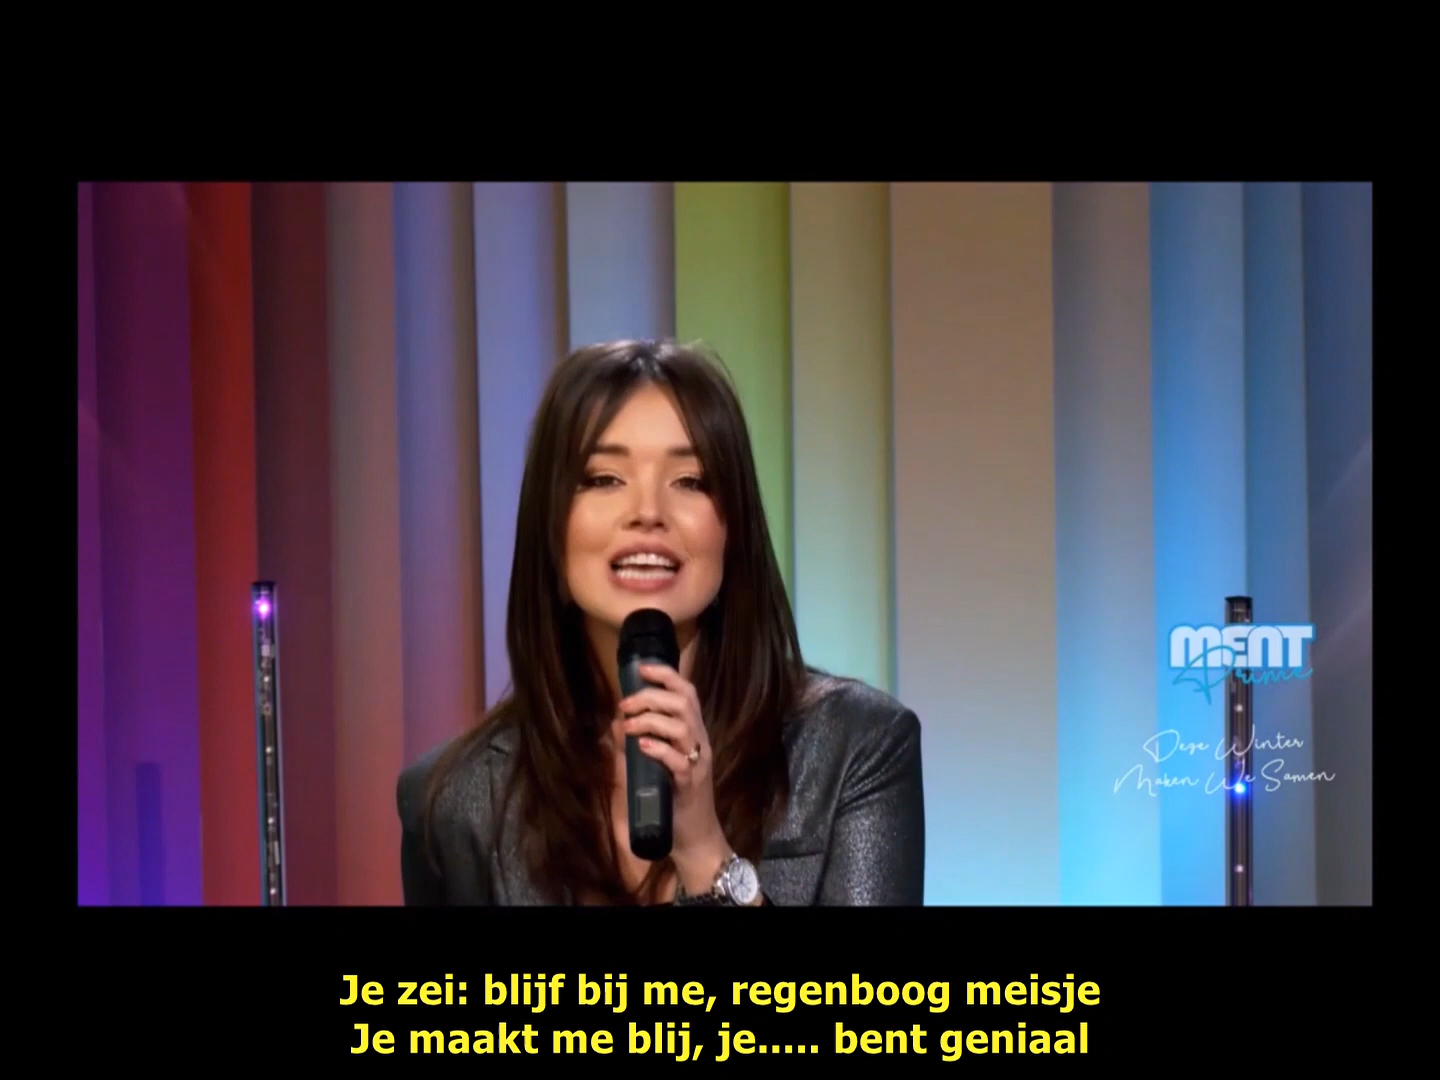 MENT
Prime
Deze Winter
Maken We Samen
Je zei: blijf bij me, regenboog meisje
Je maakt me blij, je..... bent geniaal